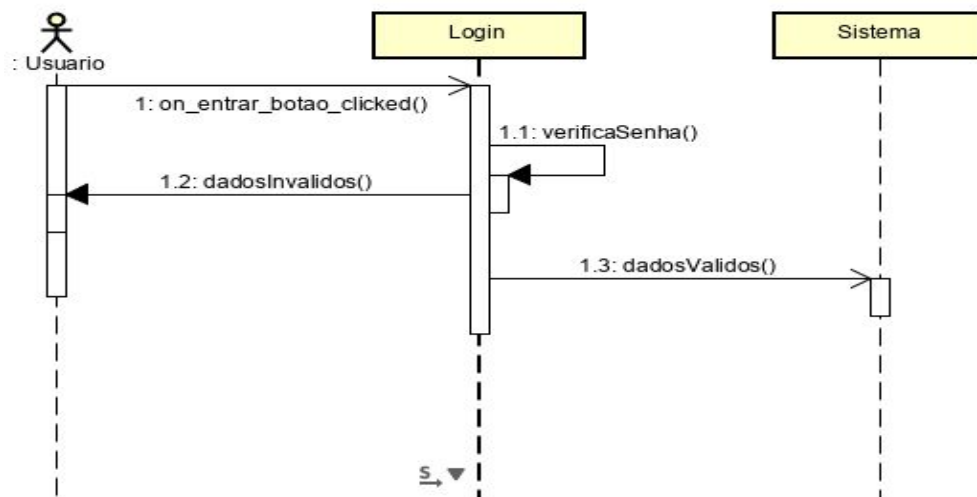 Login
Sistema
: Usuario
1: on_entrar_botao_clicked()
1.1: verificaSenha()
1.2: dadosInvalidos()
1.3: dadosValidos()
S